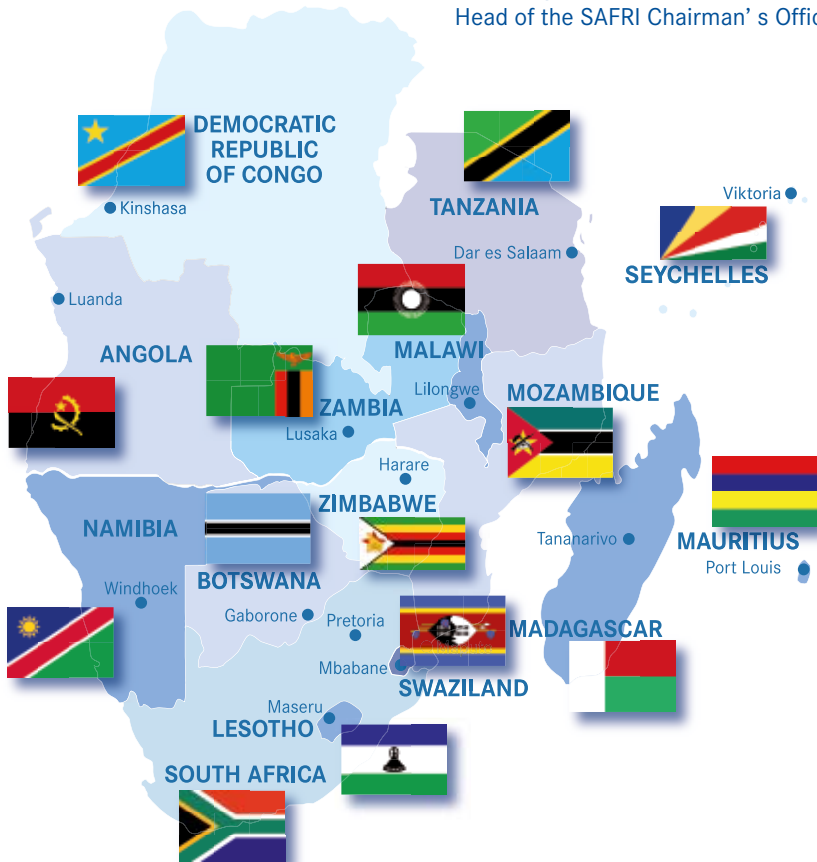 Head of the SAFRI Chairman’ s Offic
DEMOCRATIC
REPUBLIC
OF CONGO
Kinshasa
TANZANIA
Viktoria
Dar es Salaam
SEYCHELLES
Luanda
ANGOLA
MALAWI
Lilongwe
MOZAMBIQUE
ZAMBIA
Lusaka
Harare
ZIMBABWE
NAMIBIA
Tananarivo
MAURITIUS
Port Louis
BOTSWANA
Windhoek
Gaborone
Pretoria
MADAGASCAR
Mbabane
SWAZILAND
Maseru
LESOTHO
SOUTH AFRICA